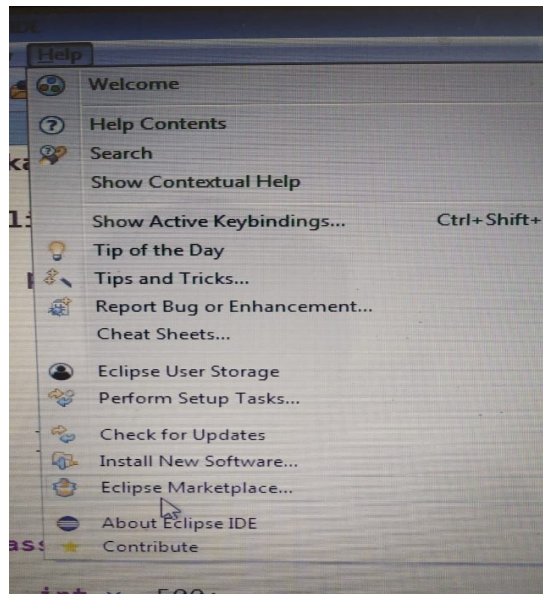 IDE
Help
Welcome
Help Contents
Search
Show Contextual Help
Show Active Keybindings... Ctrl+Shift+
Tip of the Day
Tips and Tricks...
Report Bug or Enhancement...
Cheat Sheets...
Eclipse User Storage
Perform Setup Tasks...
Check for Updates
Install New Software...
Eclipse Marketplace...
About Eclipse IDE
Contribute